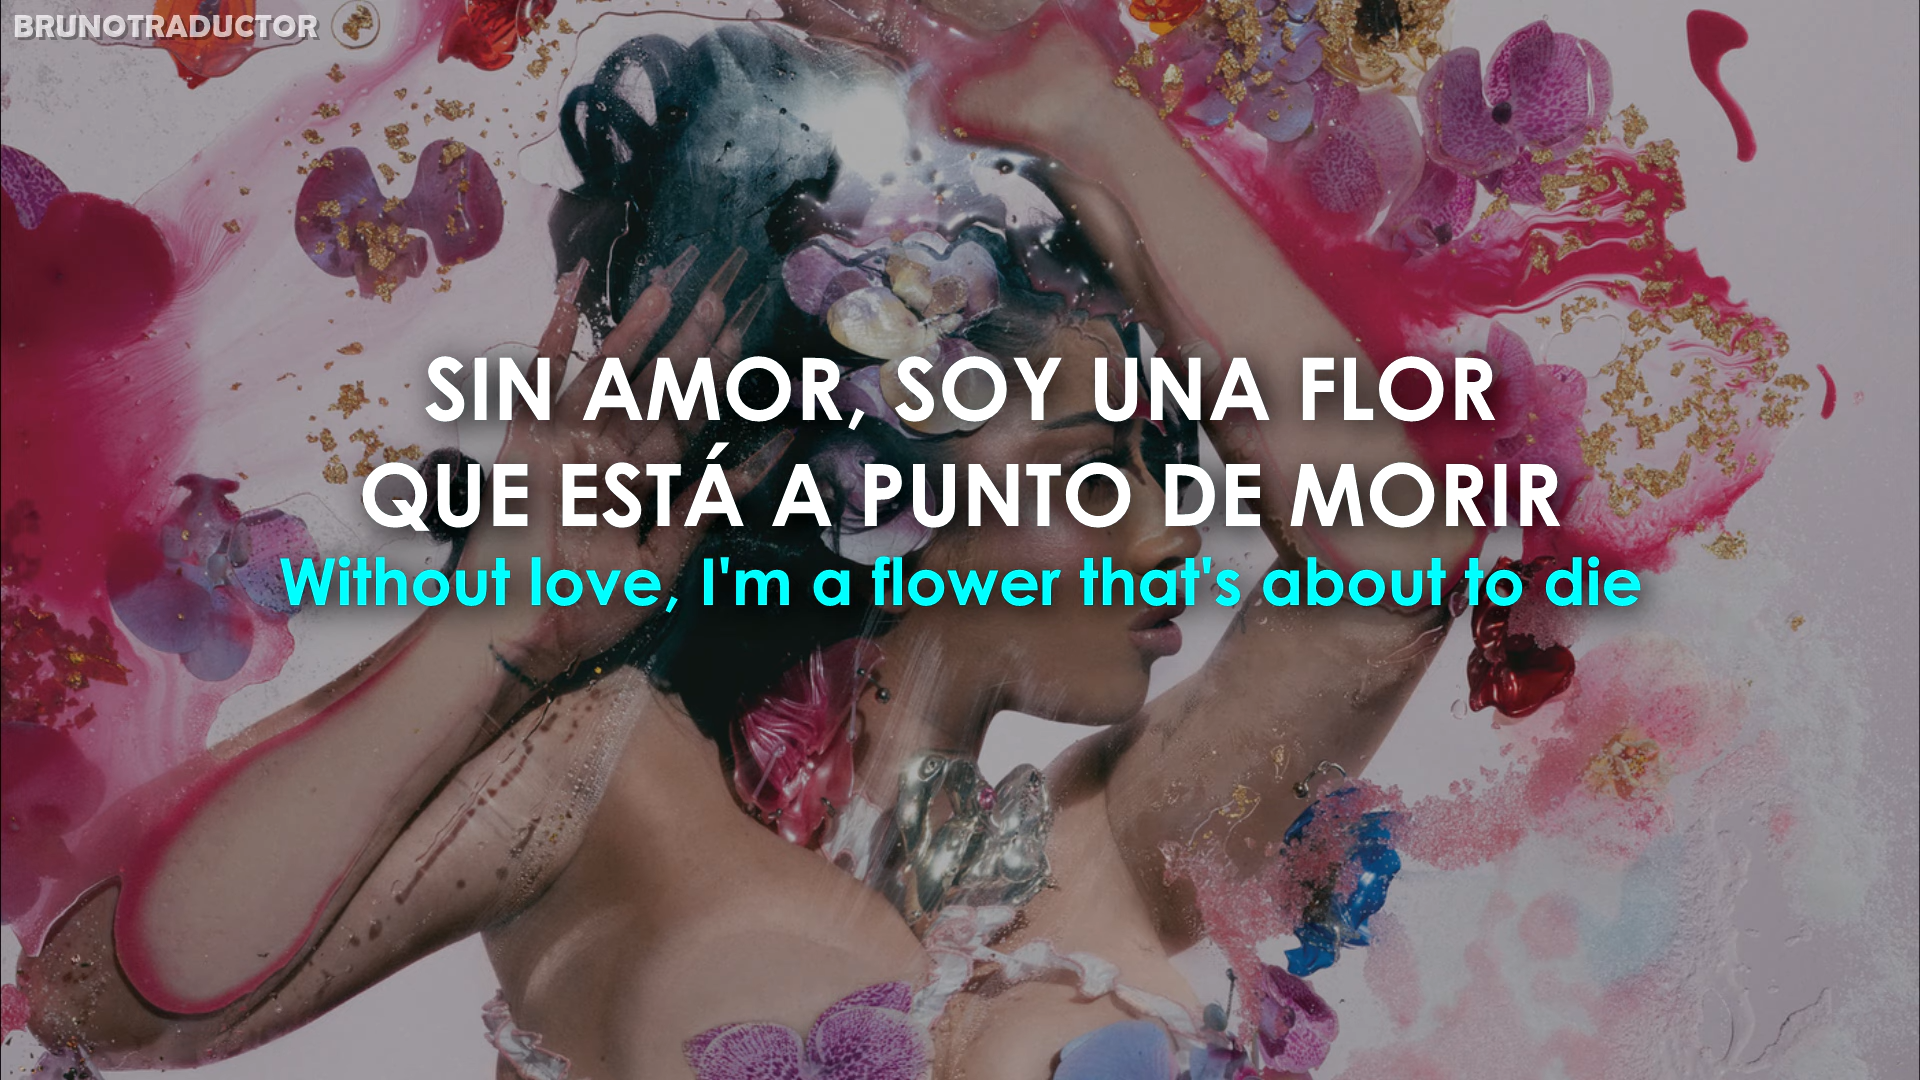 BRUNOTRADUCTOR
SIN AMOR, SOY UNA FLOR
QUE ESTÁ A PUNTO DE MORIR
Without love, I'm a flower that's about to die